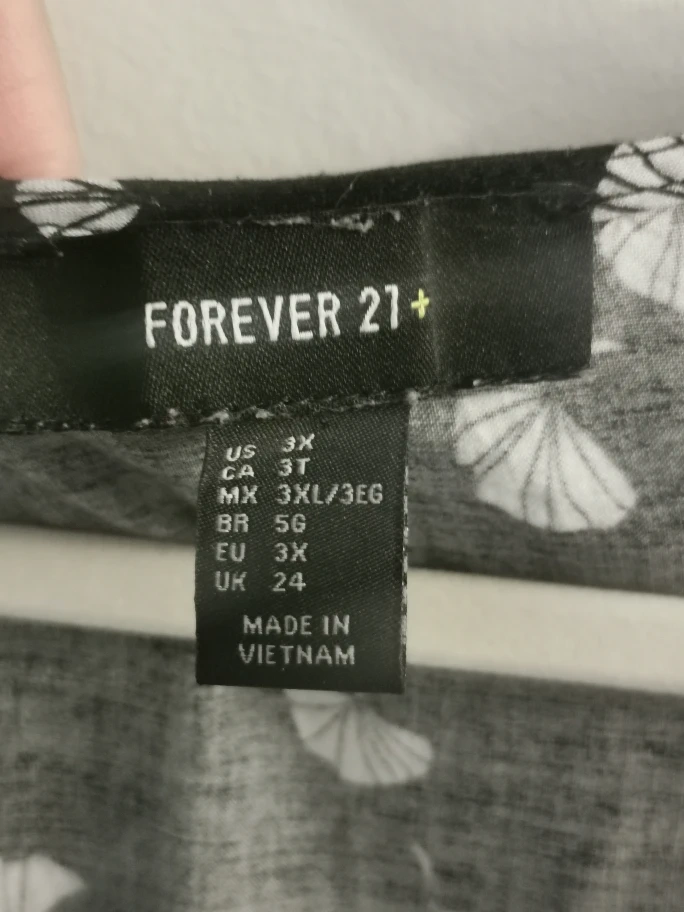 FOREVER 21+
US 3X
CA 3T
MX 3XL/3EG
BR 5G
EU 3X
UK 24
MADE IN
VIETNAM